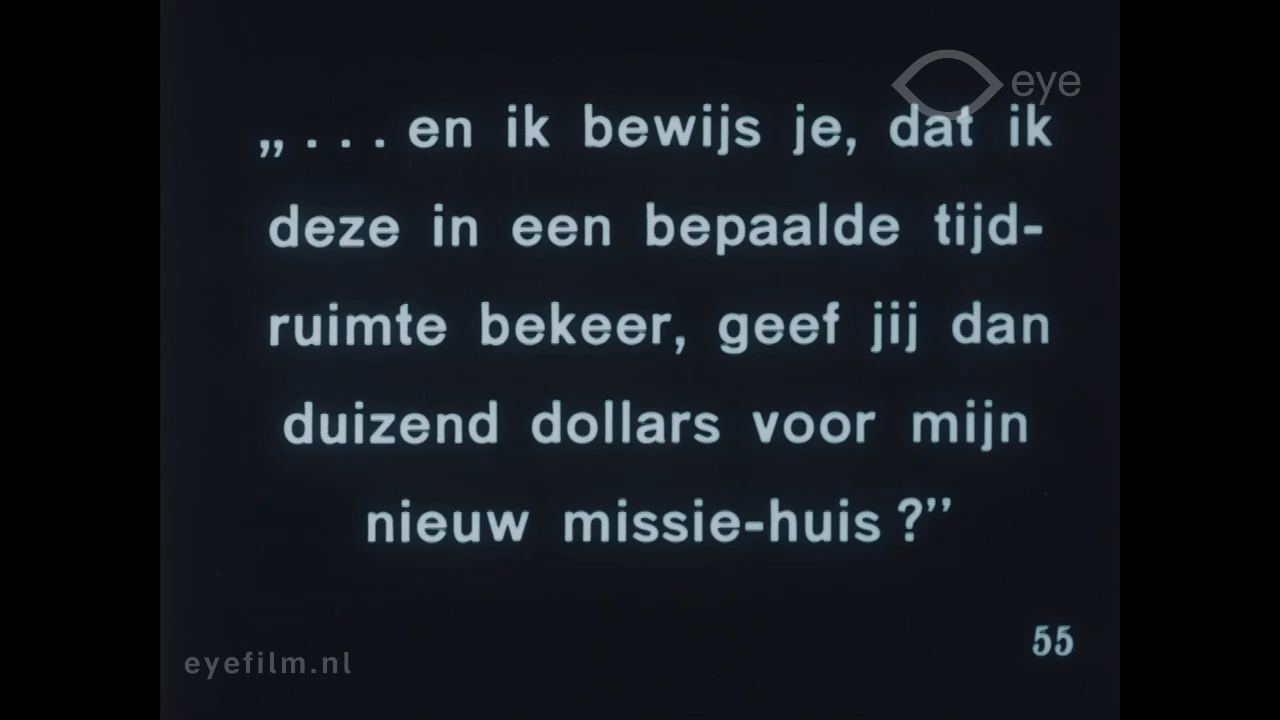 eye
„... en ik bewijs je, dat ik
deze in een bepaalde tijd-
ruimte bekeer, geef jij dan
duizend dollars voor mijn
nieuw missie-huis?”
55
eyefilm.nl